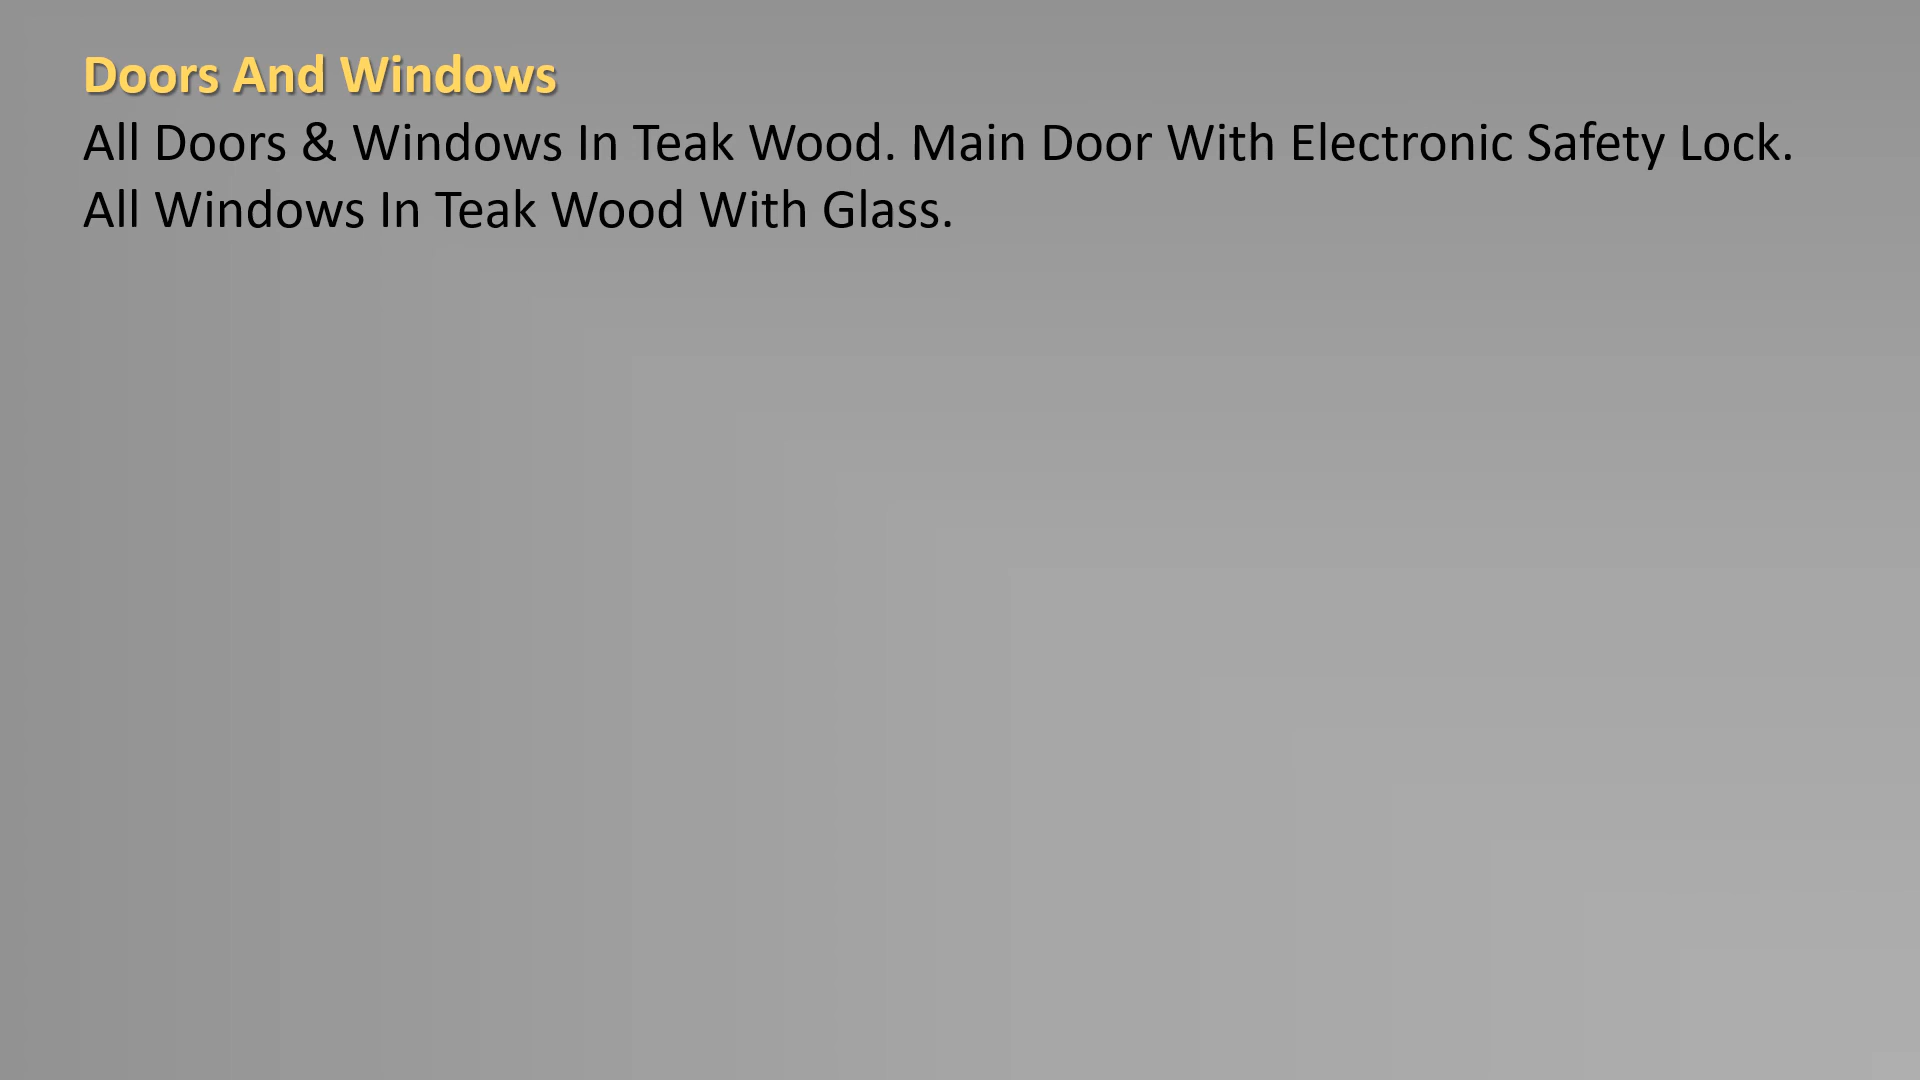 Doors And Windows
All Doors & Windows In Teak Wood. Main Door With Electronic Safety Lock.
All Windows In Teak Wood With Glass.